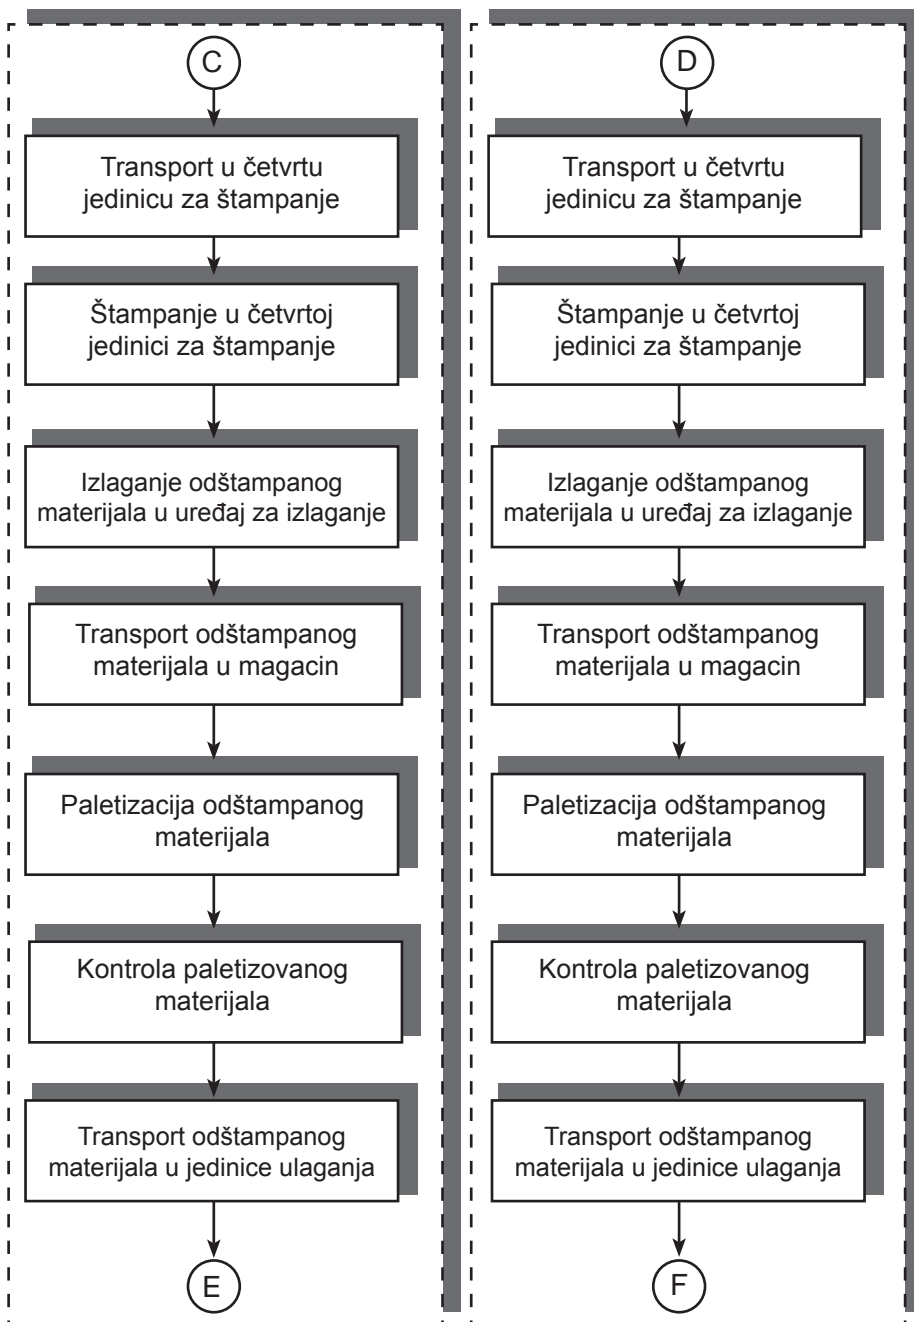 C
Transport u četvrtu
jedinicu za štampanje
Štampanje u četvrtoj
jedinici za štampanje
Izlaganje odštampanog
materijala u uređaj za izlaganje
Transport odštampanog
materijala u magacin
Paletizacija odštampanog
materijala
Kontrola paletizovanog
materijala
Transport odštampanog
materijala u jedinice ulaganja
E
D
Transport u četvrtu
jedinicu za štampanje
Štampanje u četvrtoj
jedinici za štampanje
Izlaganje odštampanog
materijala u uređaj za izlaganje
Transport odštampanog
materijala u magacin
Paletizacija odštampanog
materijala
Kontrola paletizovanog
materijala
Transport odštampanog
materijala u jedinice ulaganja
F